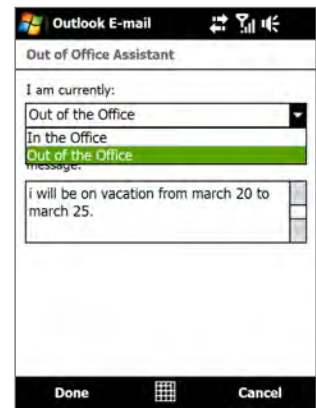 Outlook E-mail
Out of Office Assistant
I am currently:
Out of the Office
In the Office
Out of the Office
message:
i will be on vacation from march 20 to
march 25.
Done
Cancel